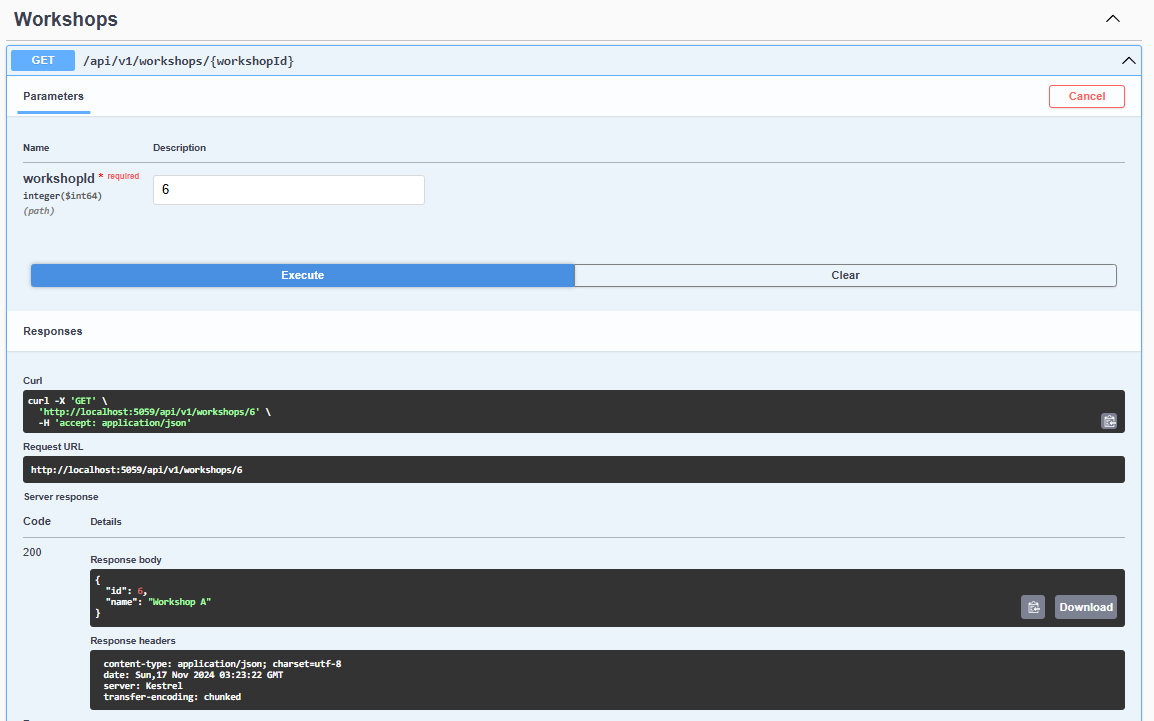 Workshops
GET /api/v1/workshops/{workshopId}
Parameters
Cancel
Name Description
workshopId * required
integer($int64)
(path)
6
Execute Clear
Responses
Curl
curl -X 'GET' \
'http://localhost:5059/api/v1/workshops/6' \
-H 'accept: application/json'
Request URL
http://localhost:5059/api/v1/workshops/6
Server response
Code Details
200
Response body
{
"id": 6,
"name": "Workshop A"
}
Download
Response headers
content-type: application/json; charset=utf-8
date: Sun,17 Nov 2024 03:23:22 GMT
server: Kestrel
transfer-encoding: chunked